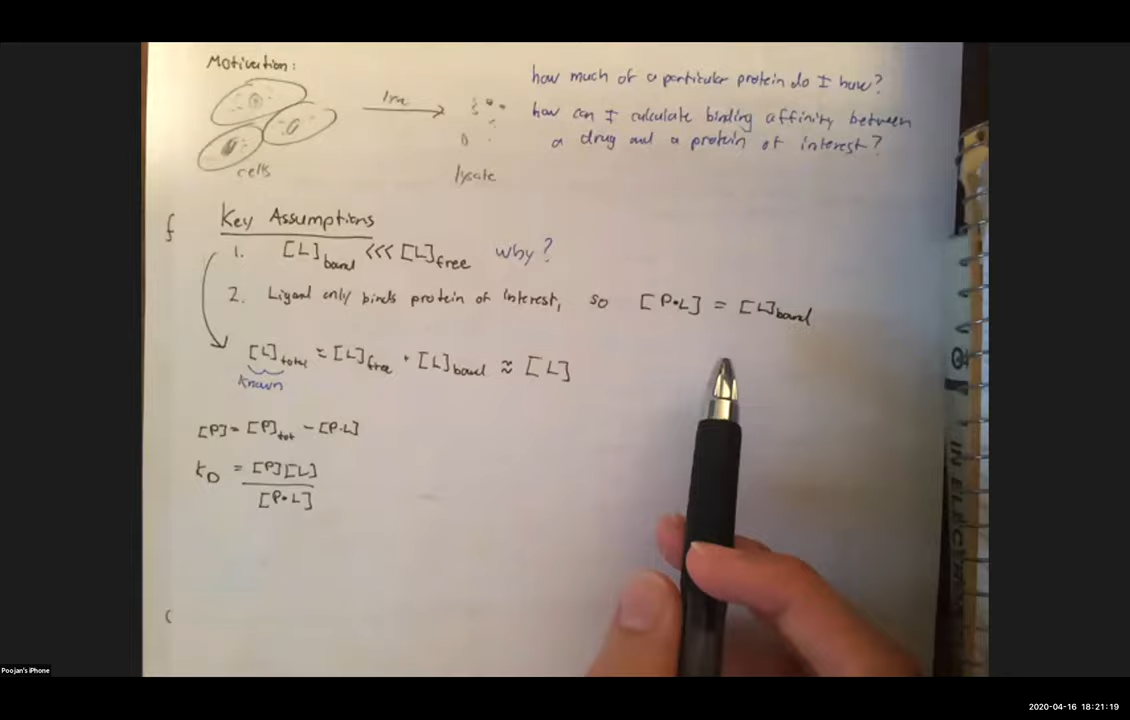 Motivation:
how much of a particular protein do I have?
lyse
how can I calculate binding affinity between
a drug and a protein of interest?
cells
lysate
Key Assumptions
1. [L]bound <<< [L]free why?
2. Ligand only binds protein of interest, so [P•L] = [L]bound
[L]total = [L]free + [L]bound ≈ [L]
known
[P] = [P]tot - [P•L]
KD = [P][L]
[P•L]
IN ELECTR
Poojan's iPhone
2020-04-16 18:21:19